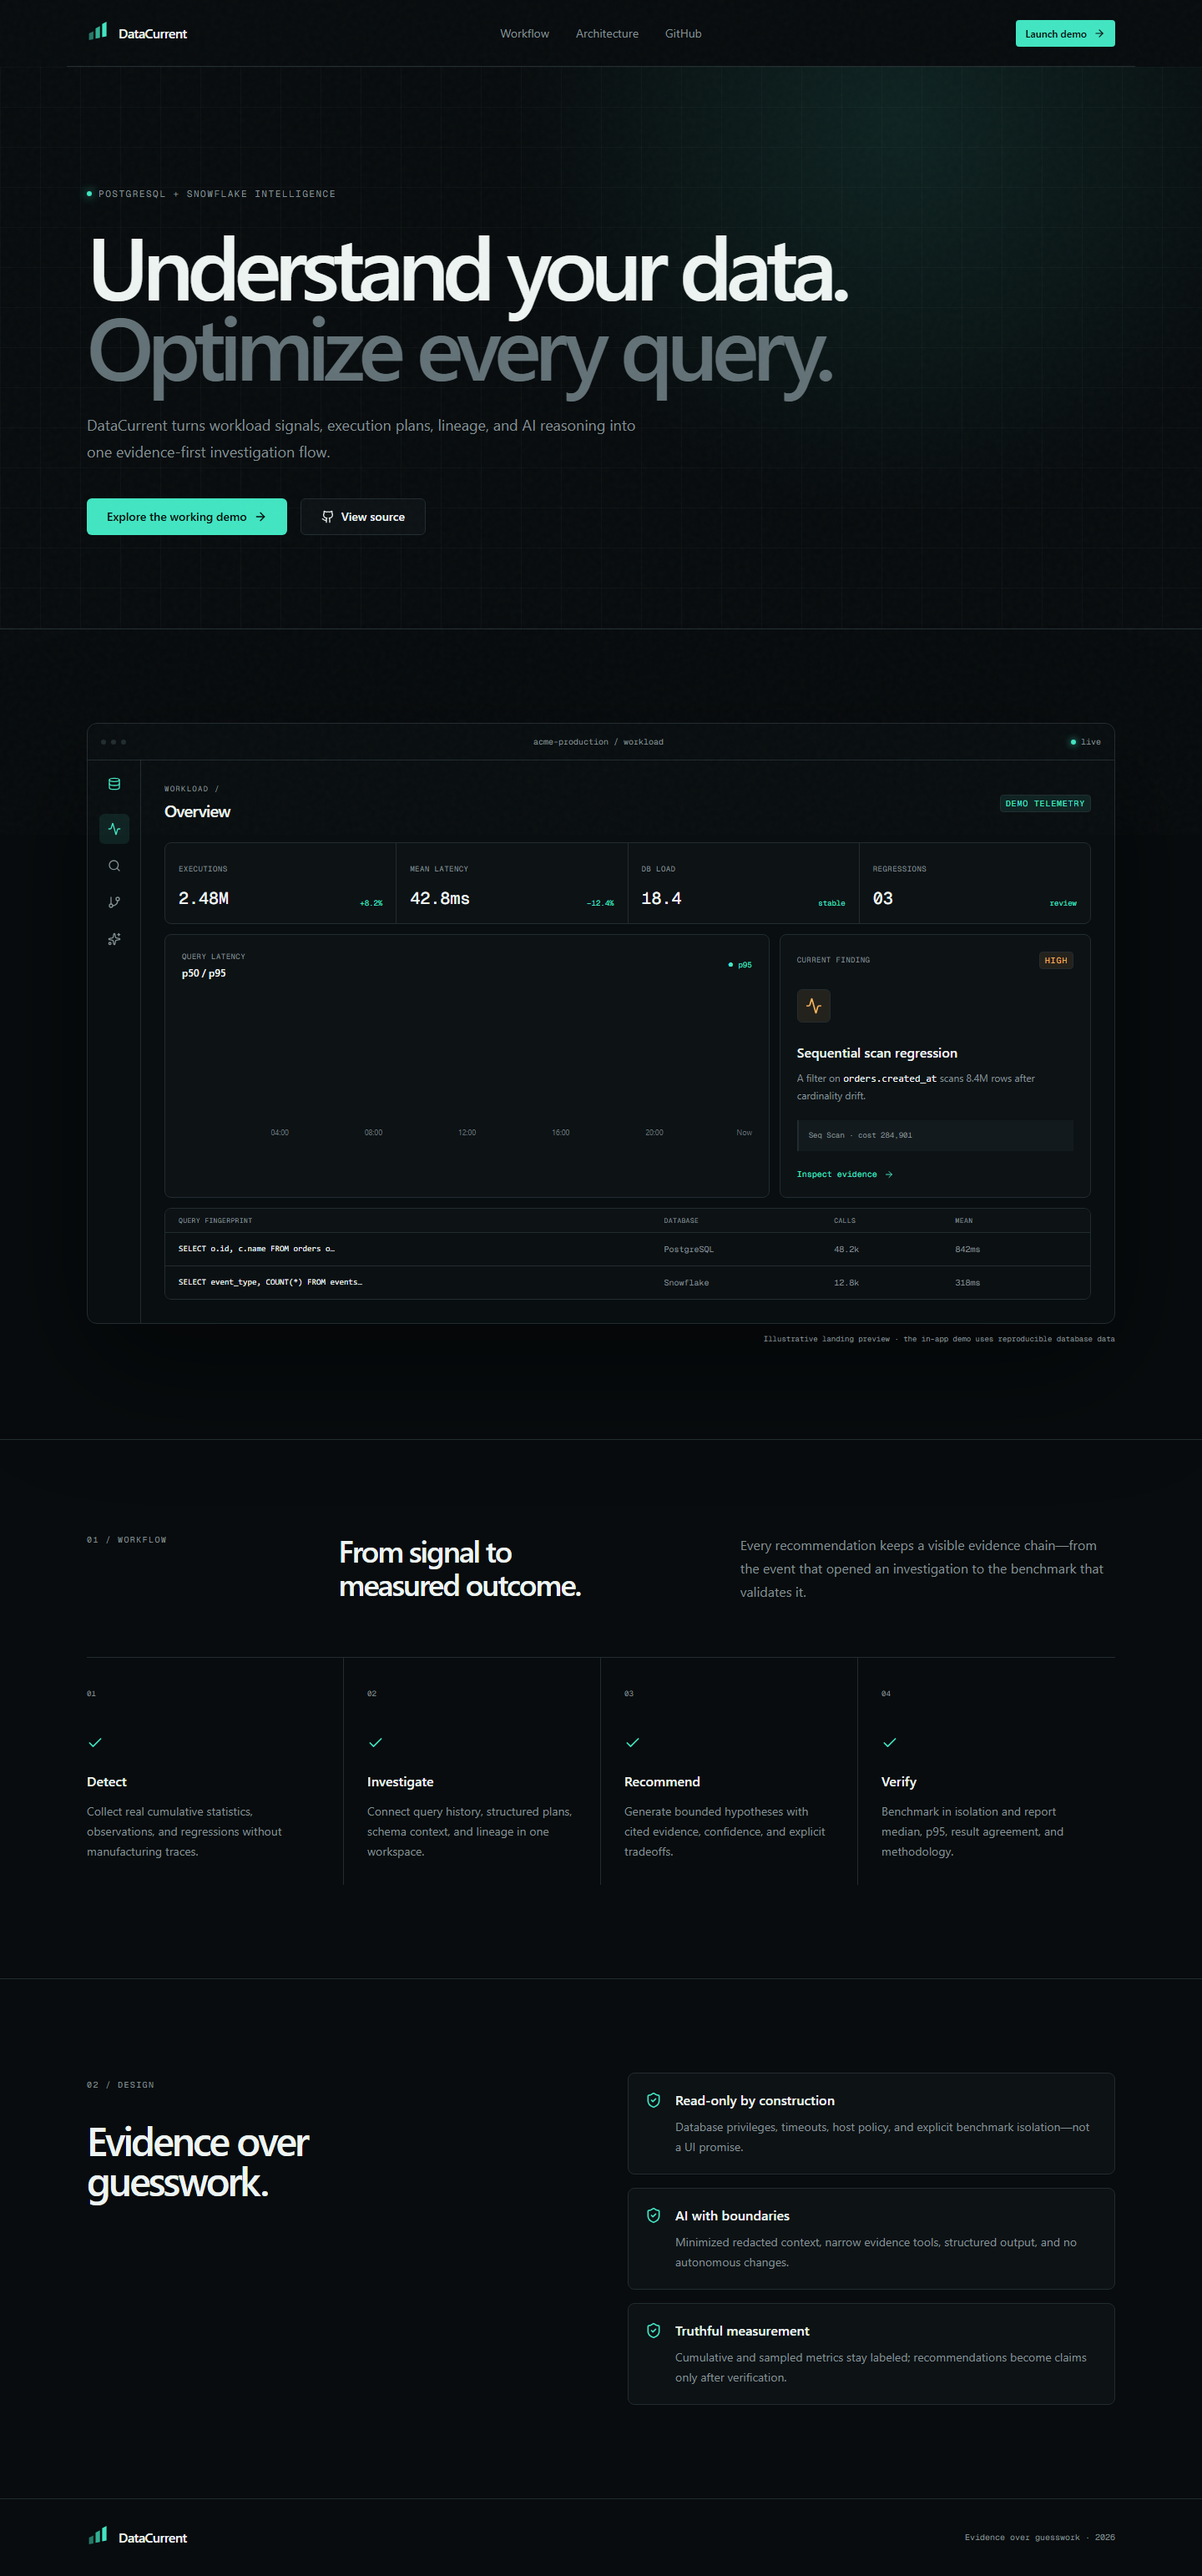 DataCurrent
Workflow
Architecture
GitHub
Launch demo
POSTGRESQL + SNOWFLAKE INTELLIGENCE
Understand your data.
Optimize every query.
DataCurrent turns workload signals, execution plans, lineage, and AI reasoning into
one evidence-first investigation flow.
Explore the working demo
View source
acme-production / workload
live
WORKLOAD /
Overview
DEMO TELEMETRY
EXECUTIONS
2.48M
+8.2%
MEAN LATENCY
42.8ms
−12.4%
DB LOAD
18.4
stable
REGRESSIONS
03
review
QUERY LATENCY
p50 / p95
p95
04:00
08:00
12:00
16:00
20:00
Now
CURRENT FINDING
HIGH
Sequential scan regression
A filter on orders.created_at scans 8.4M rows after
cardinality drift.
Seq Scan · cost 284,901
Inspect evidence
QUERY FINGERPRINT
DATABASE
CALLS
MEAN
SELECT o.id, c.name FROM orders o…
PostgreSQL
48.2k
842ms
SELECT event_type, COUNT(*) FROM events…
Snowflake
12.8k
318ms
Illustrative landing preview · the in-app demo uses reproducible database data
01 / WORKFLOW
From signal to
measured outcome.
Every recommendation keeps a visible evidence chain—from
the event that opened an investigation to the benchmark that
validates it.
01
Detect
Collect real cumulative statistics,
observations, and regressions without
manufacturing traces.
02
Investigate
Connect query history, structured plans,
schema context, and lineage in one
workspace.
03
Recommend
Generate bounded hypotheses with
cited evidence, confidence, and explicit
tradeoffs.
04
Verify
Benchmark in isolation and report
median, p95, result agreement, and
methodology.
02 / DESIGN
Evidence over
guesswork.
Read-only by construction
Database privileges, timeouts, host policy, and explicit benchmark isolation—not
a UI promise.
AI with boundaries
Minimized redacted context, narrow evidence tools, structured output, and no
autonomous changes.
Truthful measurement
Cumulative and sampled metrics stay labeled; recommendations become claims
only after verification.
DataCurrent
Evidence over guesswork · 2026